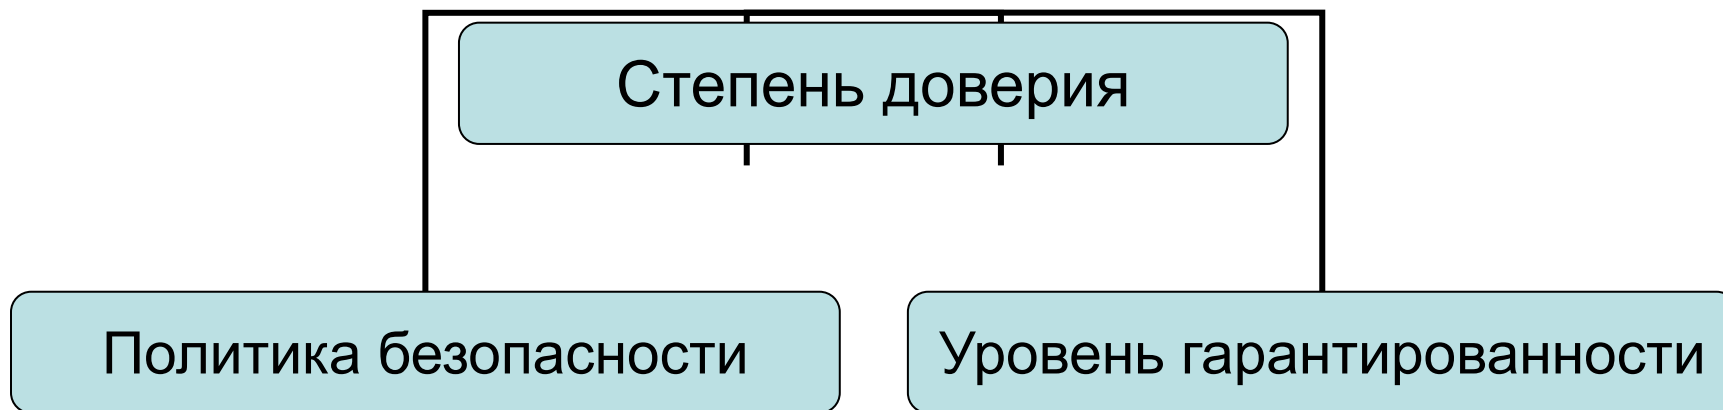 Степень доверия
Политика безопасности
Уровень гарантированности